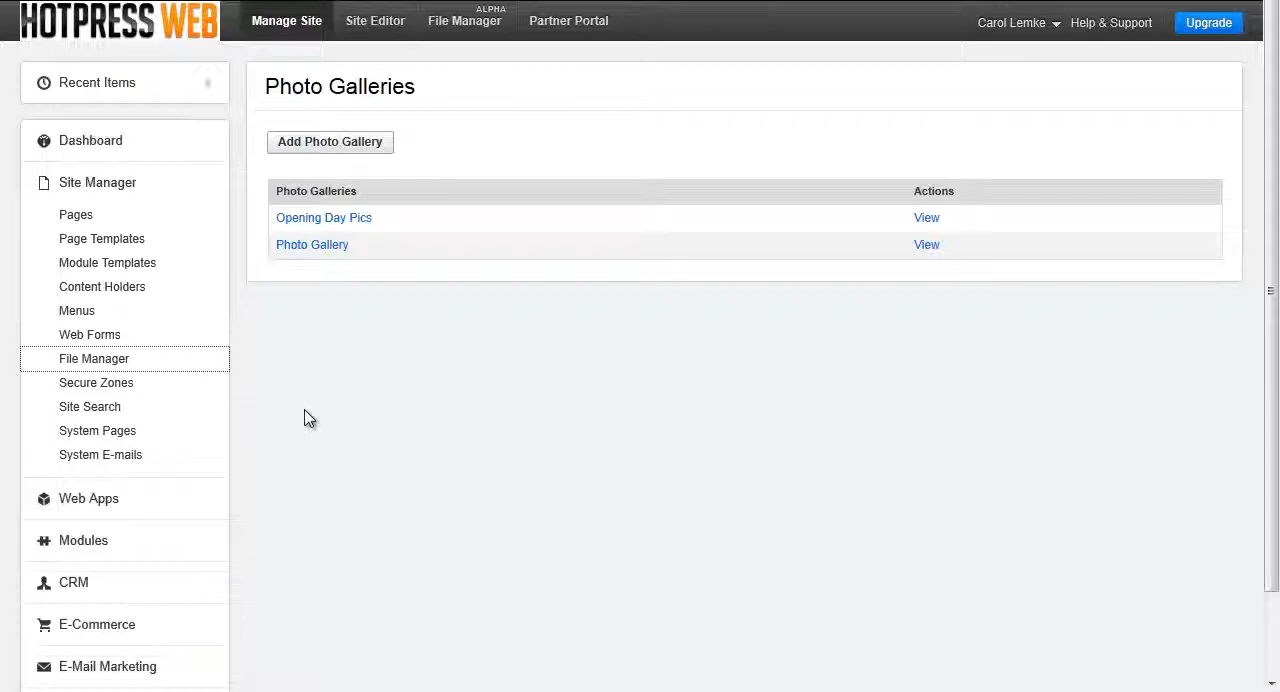 HOTPRESS WEB
Manage Site
Site Editor
ALPHA
File Manager
Partner Portal
Carol Lemke
Help & Support
Upgrade
Recent Items
Dashboard
Site Manager
Pages
Page Templates
Module Templates
Content Holders
Menus
Web Forms
File Manager
Secure Zones
Site Search
System Pages
System E-mails
Web Apps
Modules
CRM
E-Commerce
E-Mail Marketing
Photo Galleries
Add Photo Gallery
Photo Galleries Actions
Opening Day Pics View
Photo Gallery View